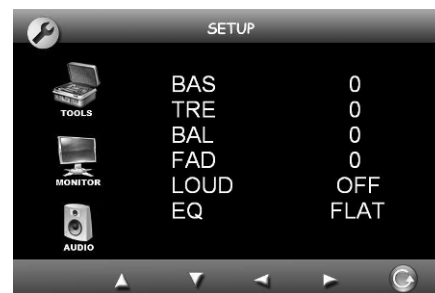 SETUP
TOOLS
MONITOR
AUDIO
BAS 0
TRE 0
BAL 0
FAD 0
LOUD OFF
EQ FLAT